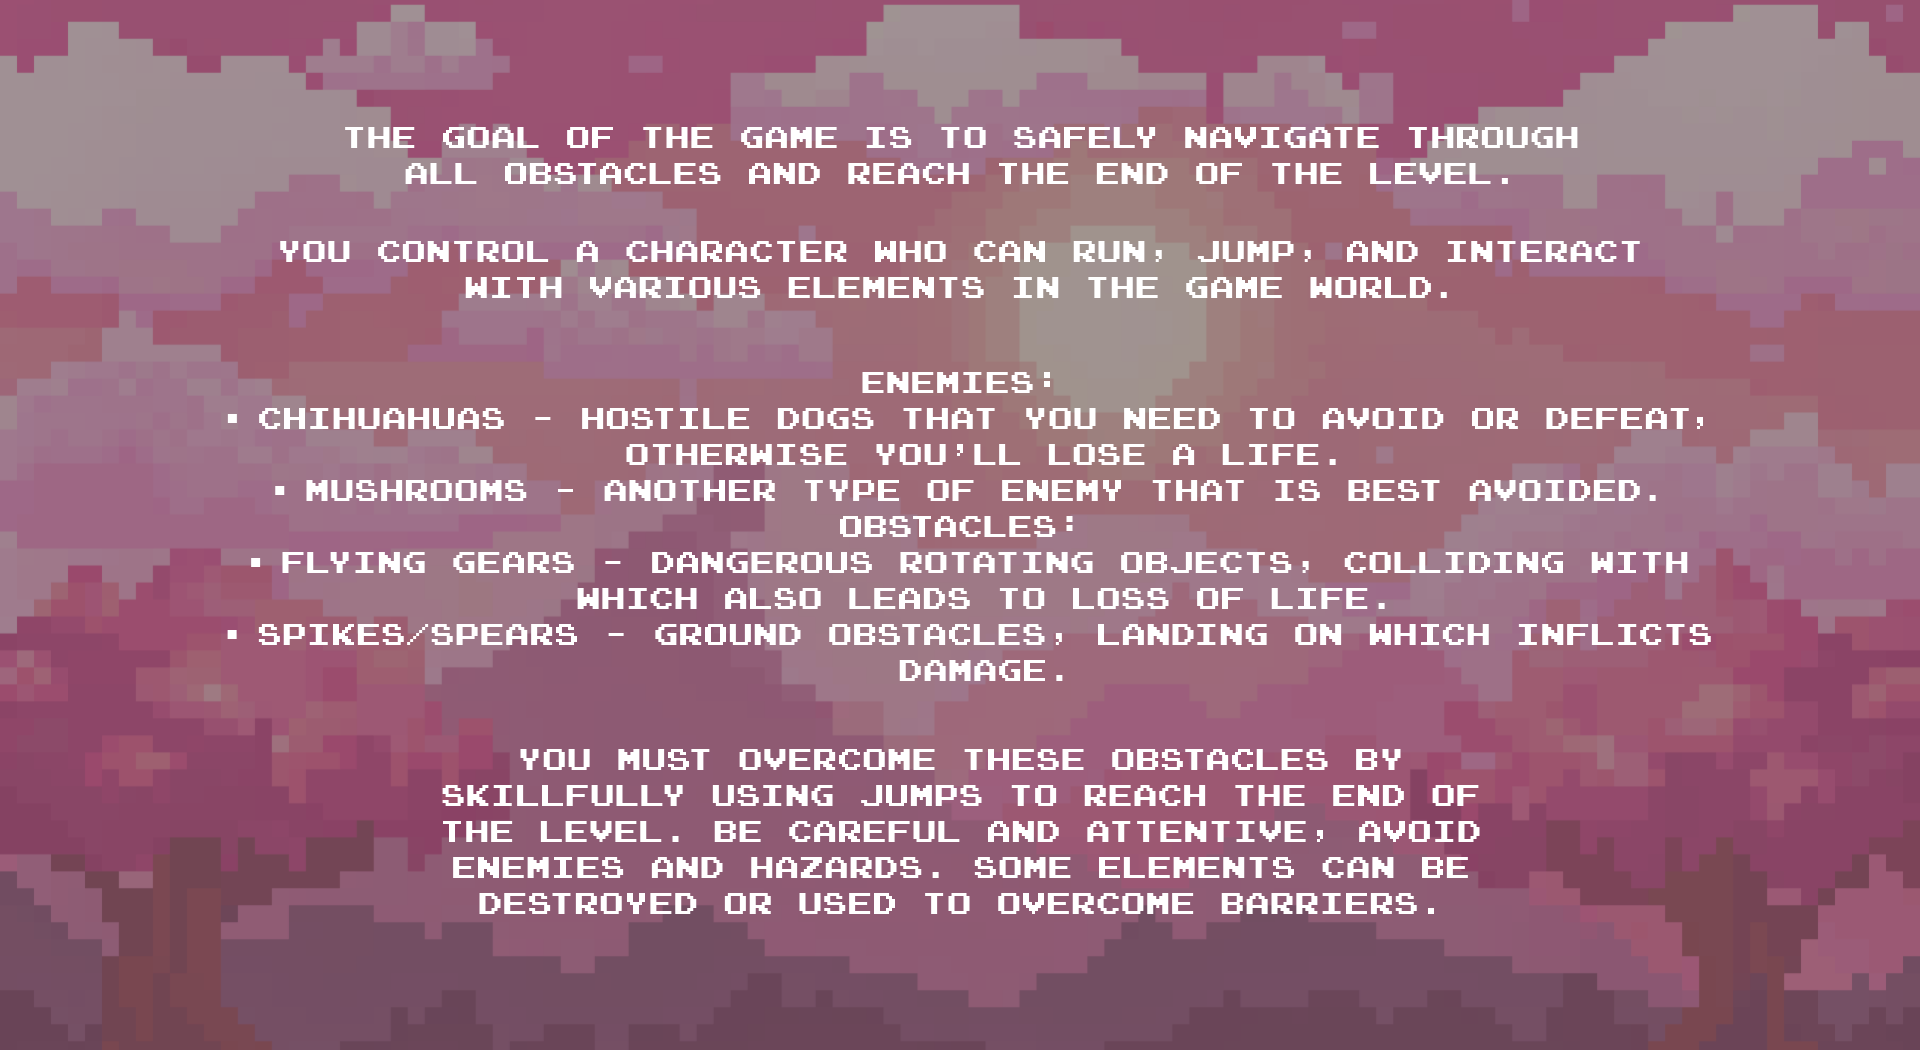 THE GOAL OF THE GAME IS TO SAFELY NAVIGATE THROUGH
ALL OBSTACLES AND REACH THE END OF THE LEVEL.
YOU CONTROL A CHARACTER WHO CAN RUN, JUMP, AND INTERACT
WITH VARIOUS ELEMENTS IN THE GAME WORLD.
ENEMIES:
▪ CHIHUAHUAS - HOSTILE DOGS THAT YOU NEED TO AVOID OR DEFEAT,
OTHERWISE YOU'LL LOSE A LIFE.
▪ MUSHROOMS - ANOTHER TYPE OF ENEMY THAT IS BEST AVOIDED.
OBSTACLES:
▪ FLYING GEARS - DANGEROUS ROTATING OBJECTS, COLLIDING WITH
WHICH ALSO LEADS TO LOSS OF LIFE.
▪ SPIKES/SPEARS - GROUND OBSTACLES, LANDING ON WHICH INFLICTS
DAMAGE.
YOU MUST OVERCOME THESE OBSTACLES BY
SKILLFULLY USING JUMPS TO REACH THE END OF
THE LEVEL. BE CAREFUL AND ATTENTIVE, AVOID
ENEMIES AND HAZARDS. SOME ELEMENTS CAN BE
DESTROYED OR USED TO OVERCOME BARRIERS.